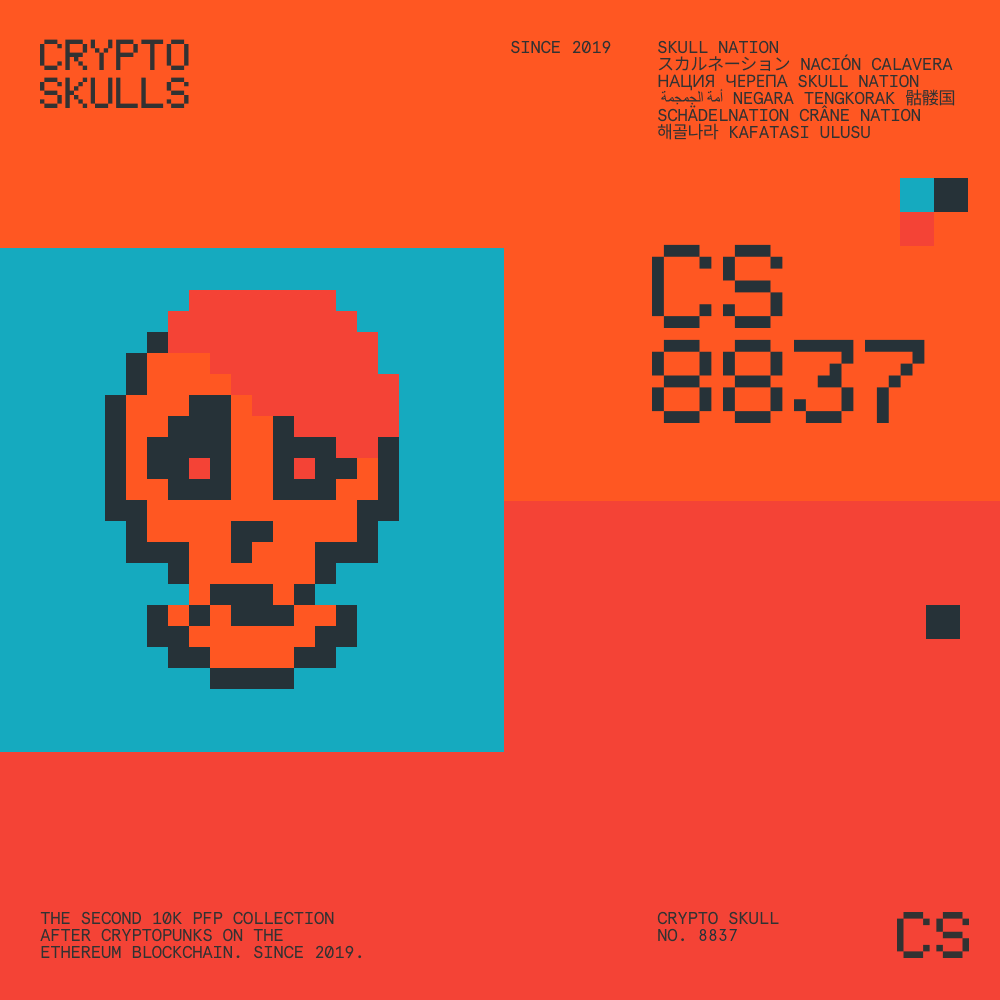 CRYPTO
SKULLS
SINCE 2019
SKULL NATION
スカルネーション NACIÓN CALAVERA
НАЦИЯ ЧЕРЕПА SKULL NATION
أمة الجمجمة NEGARA TENGKORAK 骷髅国
SCHÄDELNATION CRÂNE NATION
해골나라 KAFATASI ULUSU
CS
8837
THE SECOND 10K PFP COLLECTION
AFTER CRYPTOPUNKS ON THE
ETHEREUM BLOCKCHAIN. SINCE 2019.
CRYPTO SKULL
NO. 8837
CS